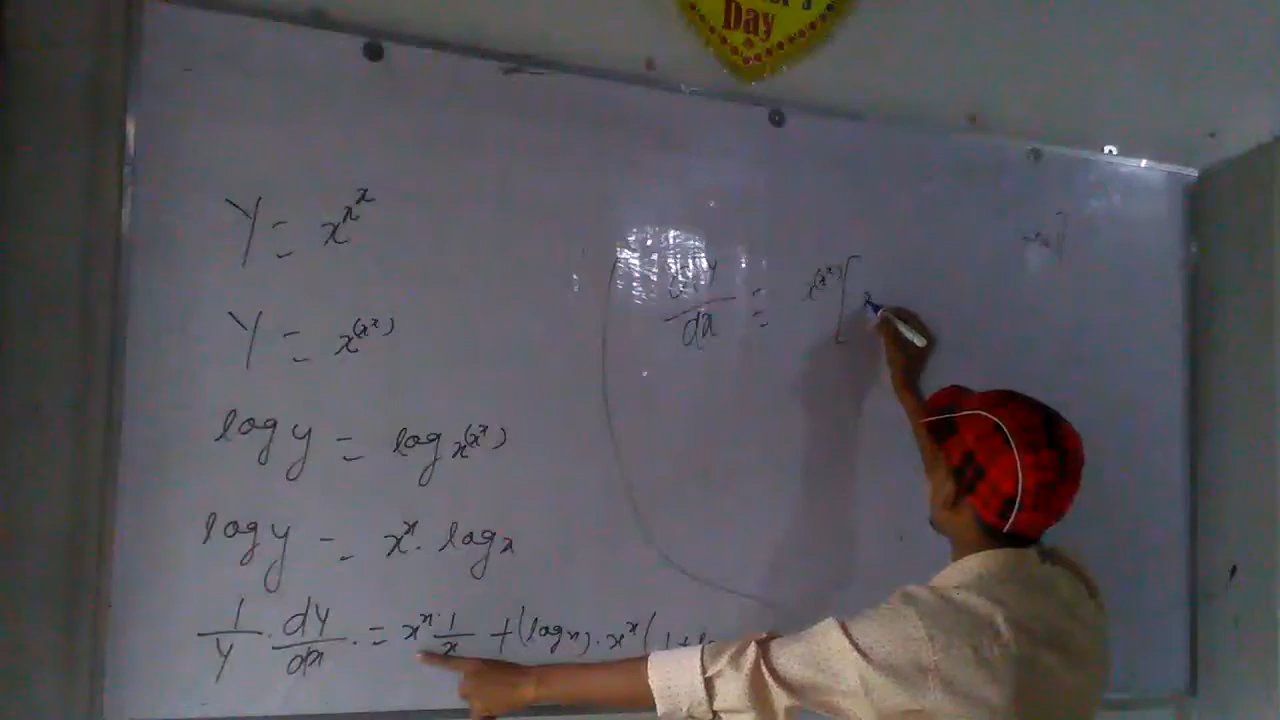 Day
Y = x^{x^x}
Y = x^{(x^x)}
log y = log x^{(x^x)}
log y = x^x · log x
1/y · dy/dx · = x^x · 1/x + (log x) · x^x (1 +
dy/dx = x^{(x^x)} [